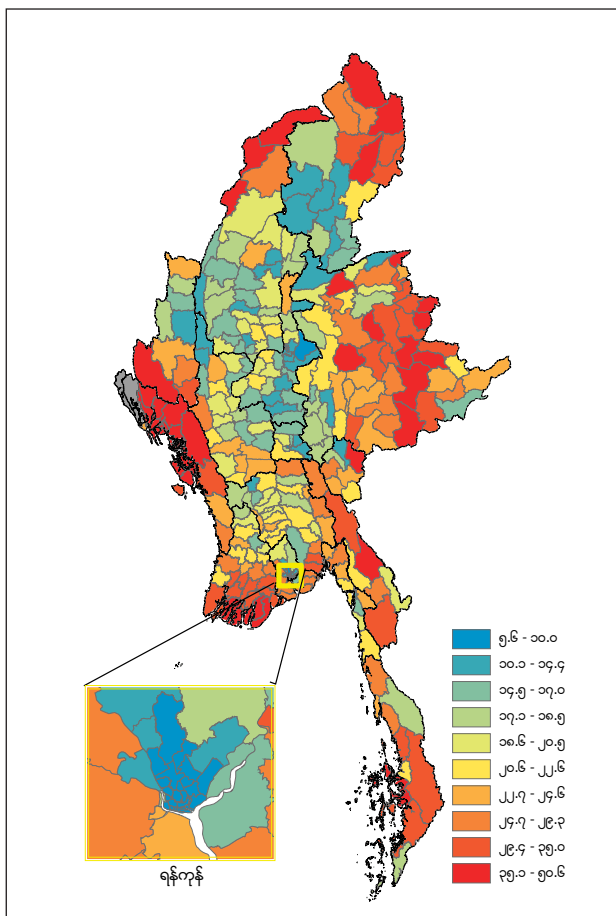 ၅.၆ - ၁၀.၀
၁၀.၁ - ၁၄.၄
၁၄.၅ - ၁၇.၀
၁၇.၁ - ၁၈.၅
၁၈.၆ - ၂၀.၅
၂၀.၆ - ၂၂.၆
၂၂.၇ - ၂၄.၆
၂၄.၇ - ၂၉.၃
၂၉.၄ - ၃၅.၀
၃၅.၁ - ၅၀.၆
ရန်ကုန်